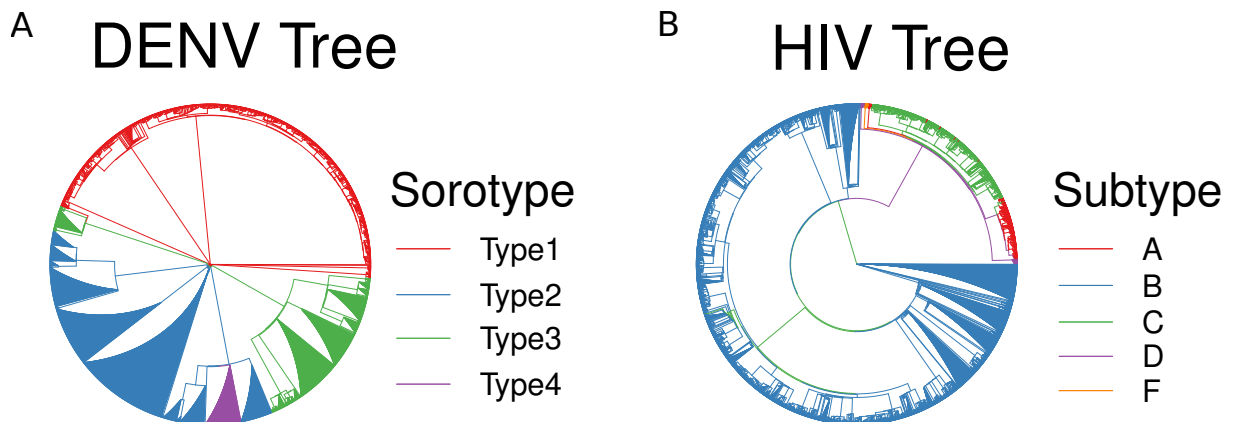 A
DENV Tree
Sorotype
Type1
Type2
Type3
Type4
B
HIV Tree
Subtype
A
B
C
D
F